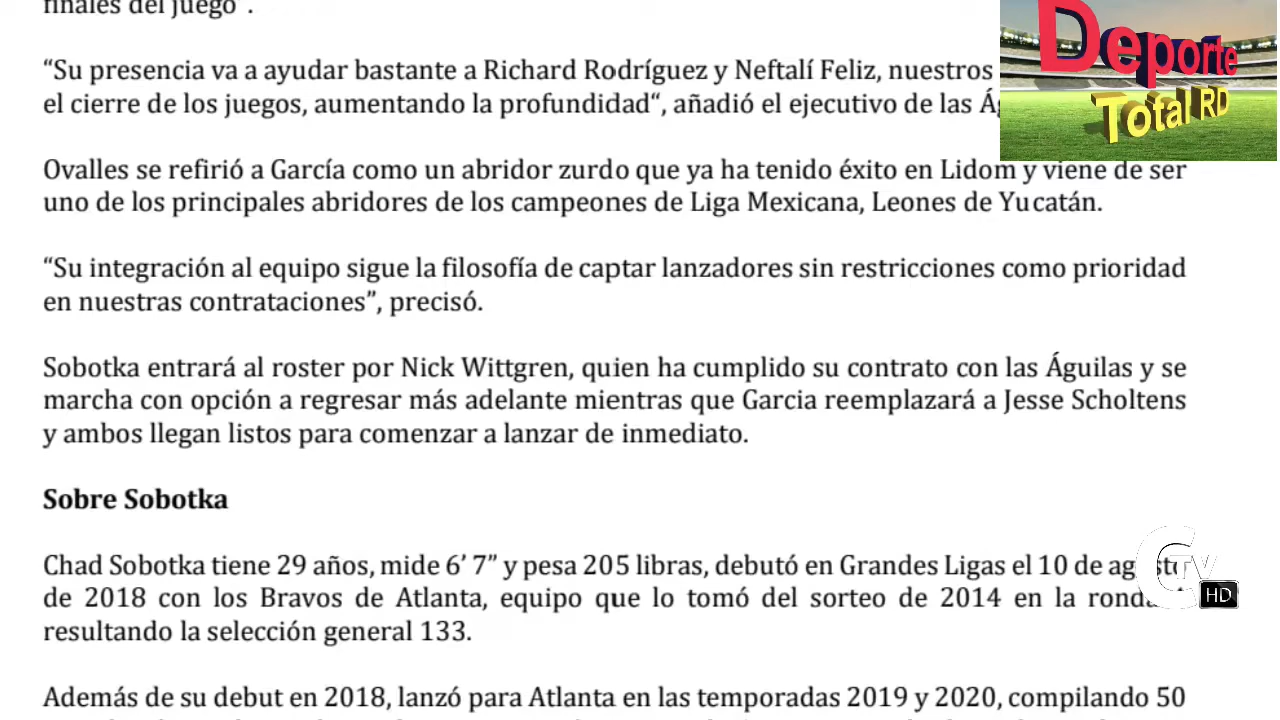 finales del juego”.
“Su presencia va a ayudar bastante a Richard Rodríguez y Neftalí Feliz, nuestros
el cierre de los juegos, aumentando la profundidad“, añadió el ejecutivo de las
Ovalles se refirió a García como un abridor zurdo que ya ha tenido éxito en Lidom y viene de ser
uno de los principales abridores de los campeones de Liga Mexicana, Leones de Yucatán.
“Su integración al equipo sigue la filosofía de captar lanzadores sin restricciones como prioridad
en nuestras contrataciones”, precisó.
Sobotka entrará al roster por Nick Wittgren, quien ha cumplido su contrato con las Águilas y se
marcha con opción a regresar más adelante mientras que Garcia reemplazará a Jesse Scholtens
y ambos llegan listos para comenzar a lanzar de inmediato.
Sobre Sobotka
Chad Sobotka tiene 29 años, mide 6’ 7” y pesa 205 libras, debutó en Grandes Ligas el 10 de agosto
de 2018 con los Bravos de Atlanta, equipo que lo tomó del sorteo de 2014 en la
resultando la selección general 133.
Además de su debut en 2018, lanzó para Atlanta en las temporadas 2019 y 2020, compilando 50
Deporte
Total RD
CTV
HD